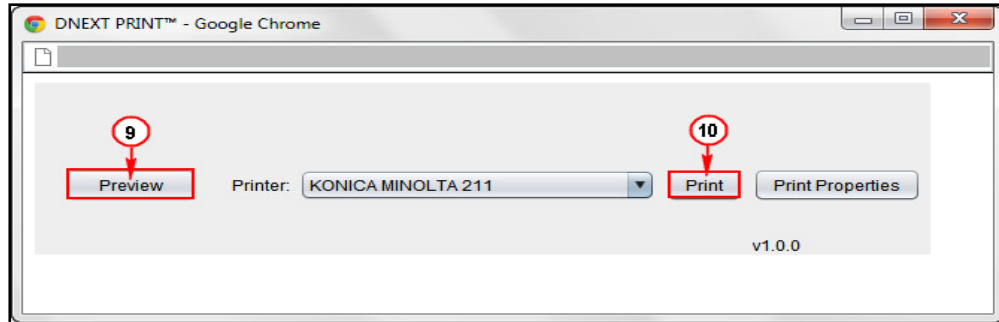 DNEXT PRINT™ - Google Chrome
9
10
Preview Printer: KONICA MINOLTA 211 Print Print Properties
v1.0.0